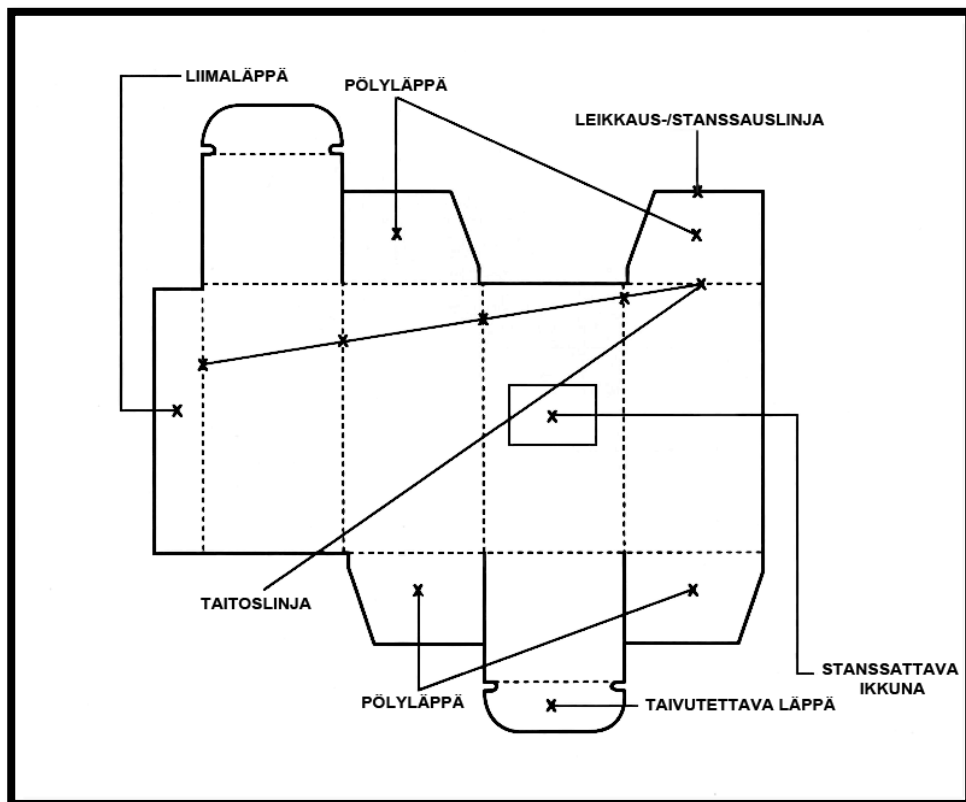 LIIMALÄPPÄ
PÖLYLÄPPÄ
LEIKKAUS-/STANSSAUSLINJA
TAITOSLINJA
STANSSATTAVA
IKKUNA
PÖLYLÄPPÄ
TAIVUTETTAVA LÄPPÄ